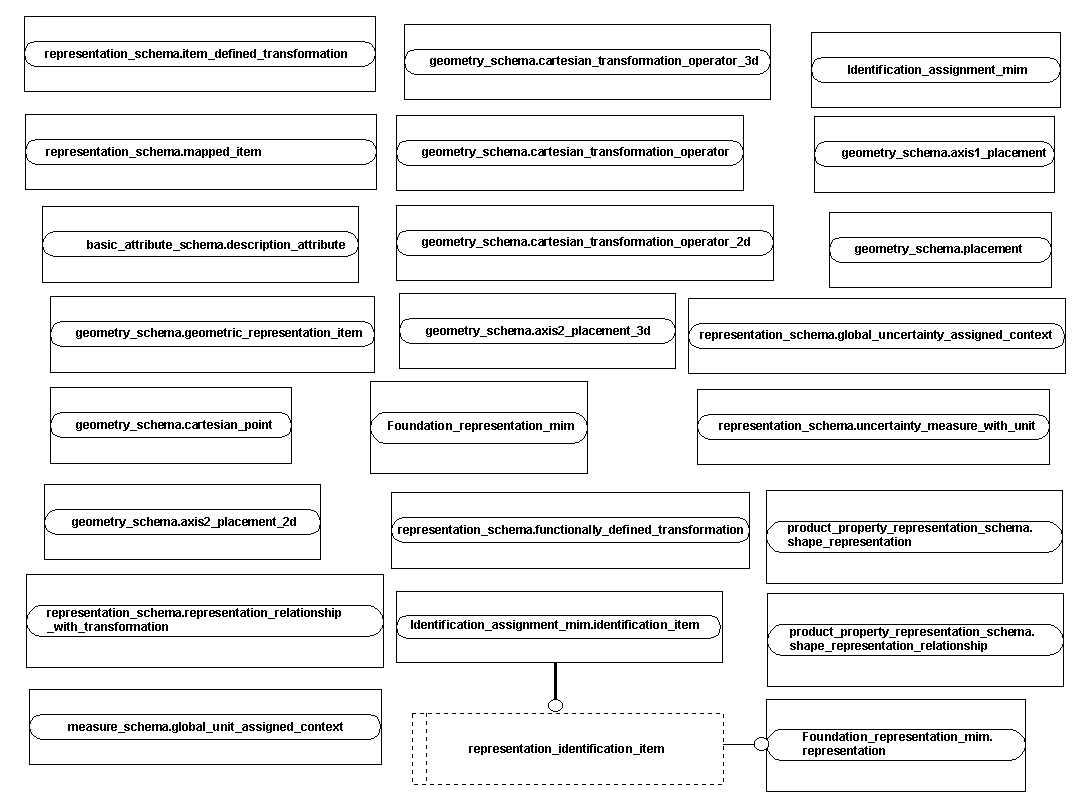 representation_schema.item_defined_transformation
geometry_schema.cartesian_transformation_operator_3d
Identification_assignment_mim
representation_schema.mapped_item
geometry_schema.cartesian_transformation_operator
geometry_schema.axis1_placement
basic_attribute_schema.description_attribute
geometry_schema.cartesian_transformation_operator_2d
geometry_schema.placement
geometry_schema.geometric_representation_item
geometry_schema.axis2_placement_3d
representation_schema.global_uncertainty_assigned_context
geometry_schema.cartesian_point
Foundation_representation_mim
representation_schema.uncertainty_measure_with_unit
geometry_schema.axis2_placement_2d
representation_schema.functionally_defined_transformation
product_property_representation_schema.
shape_representation
representation_schema.representation_relationship
_with_transformation
Identification_assignment_mim.identification_item
product_property_representation_schema.
shape_representation_relationship
measure_schema.global_unit_assigned_context
representation_identification_item
Foundation_representation_mim.
representation